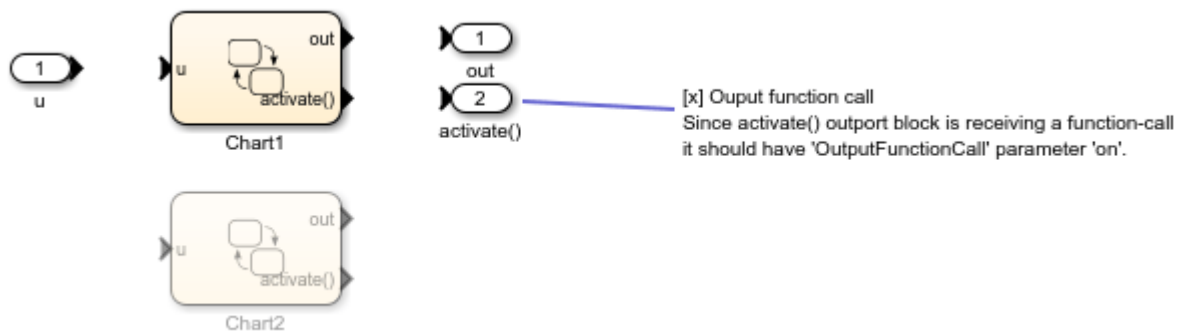 1
u
u
out
activate()
Chart1
1
out
2
activate()
[x] Ouput function call
Since activate() outport block is receiving a function-call
it should have 'OutputFunctionCall' parameter 'on'.
u
out
activate()
Chart2